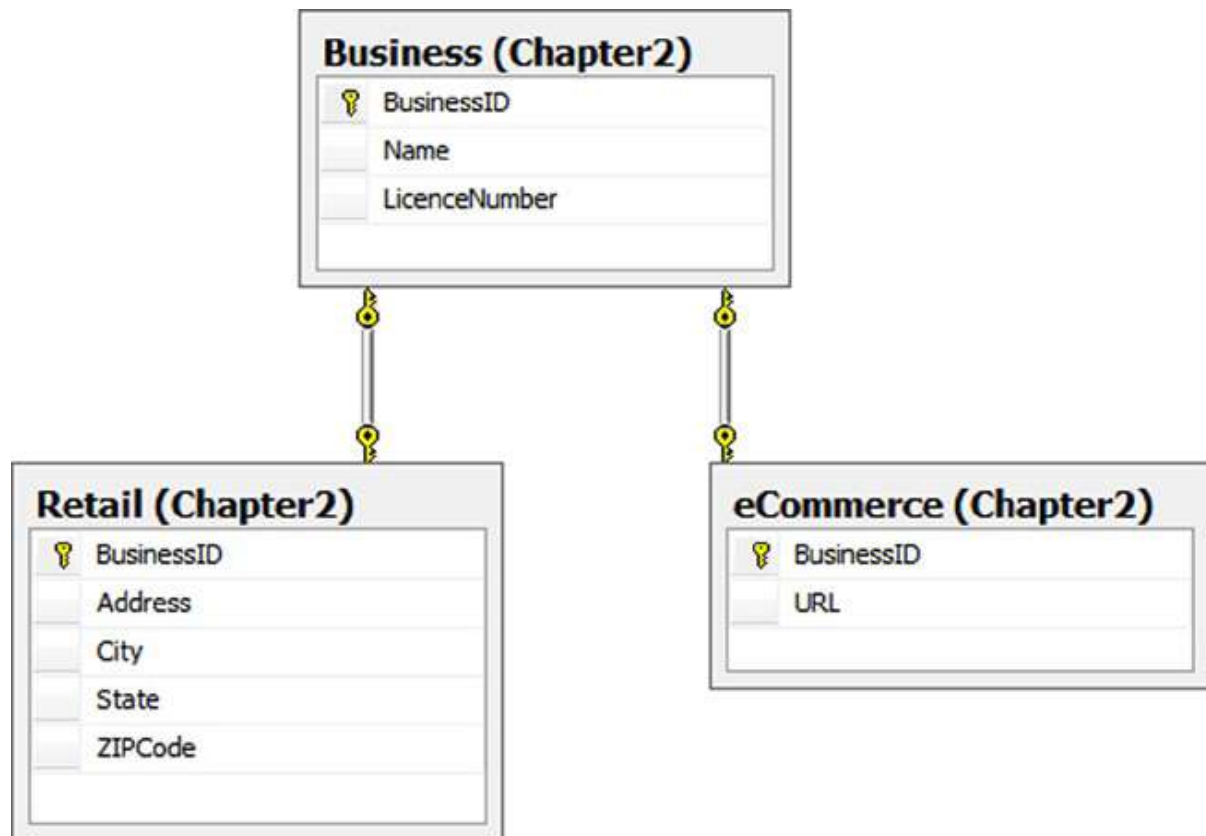 Business (Chapter2)
BusinessID
Name
LicenceNumber
Retail (Chapter2)
BusinessID
Address
City
State
ZIPCode
eCommerce (Chapter2)
BusinessID
URL